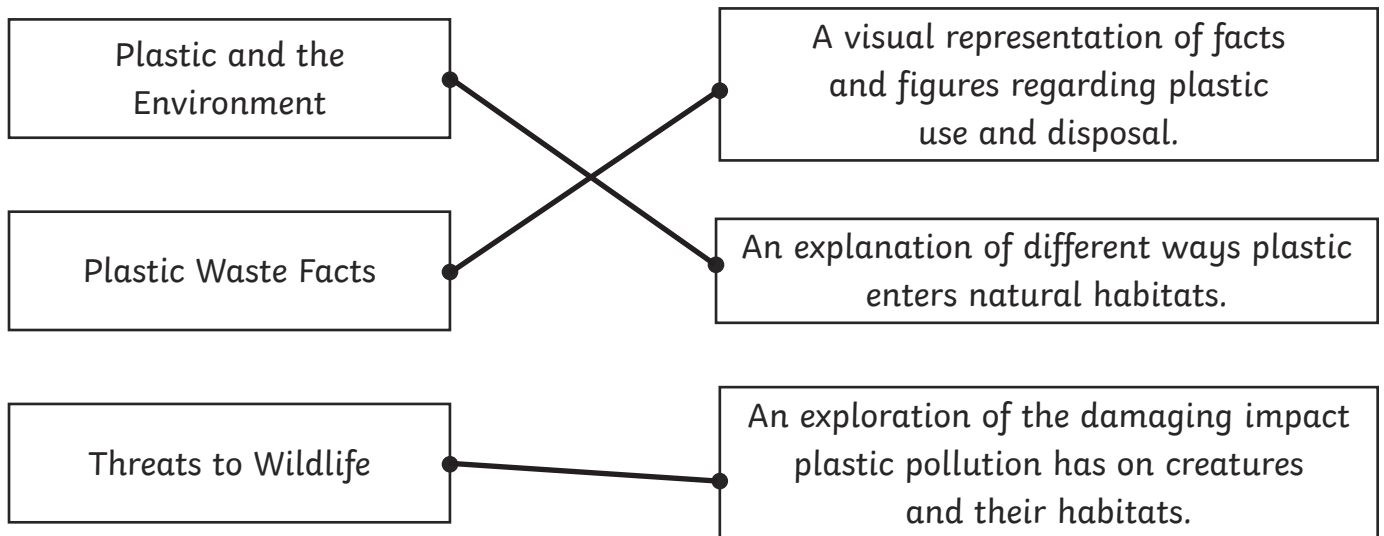 Plastic and the
Environment
A visual representation of facts
and figures regarding plastic
use and disposal.
Plastic Waste Facts
An explanation of different ways plastic
enters natural habitats.
Threats to Wildlife
An exploration of the damaging impact
plastic pollution has on creatures
and their habitats.